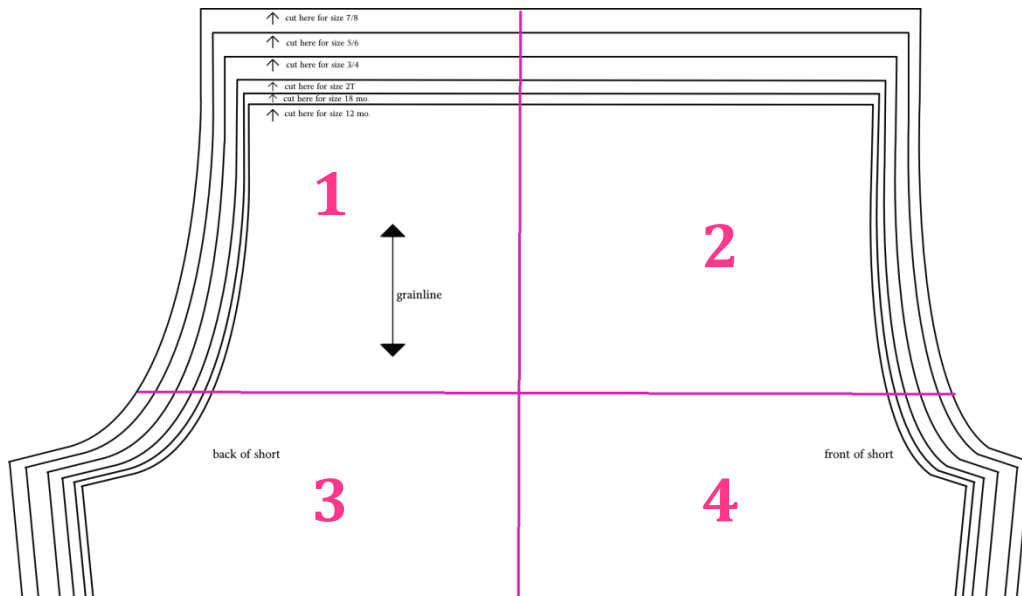 cut here for size 7/8
cut here for size 5/6
cut here for size 3/4
cut here for size 2T
cut here for size 18 mo.
cut here for size 12 mo.
1
2
grainline
back of short
front of short
3
4